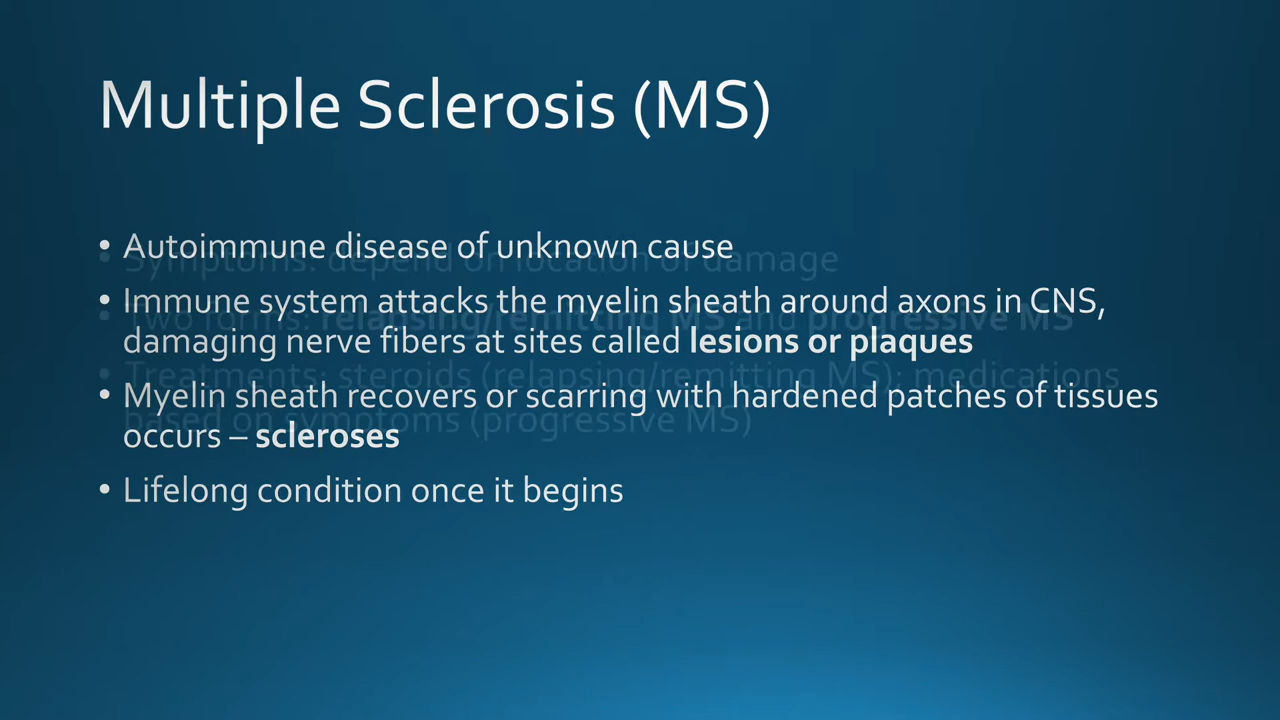 Multiple Sclerosis (MS)
• Autoimmune disease of unknown cause
• Immune system attacks the myelin sheath around axons in CNS,
damaging nerve fibers at sites called lesions or plaques
• Myelin sheath recovers or scarring with hardened patches of tissues
occurs – scleroses
• Lifelong condition once it begins
• Symptoms: depend on location of damage
• Two forms: relapsing/remitting MS and progressive MS
• Treatments: steroids (relapsing/remitting MS); medications
based on symptoms (progressive MS)